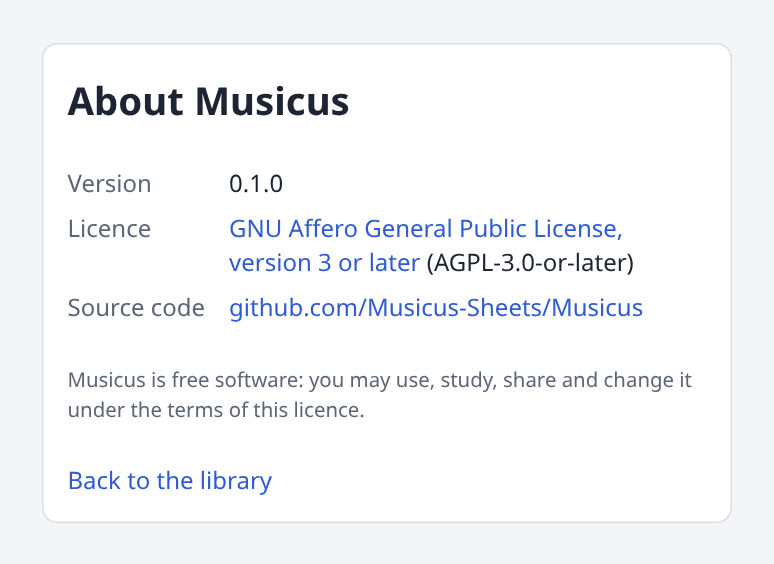 About Musicus
Version 0.1.0
Licence GNU Affero General Public License,
version 3 or later (AGPL-3.0-or-later)
Source code github.com/Musicus-Sheets/Musicus
Musicus is free software: you may use, study, share and change it
under the terms of this licence.
Back to the library